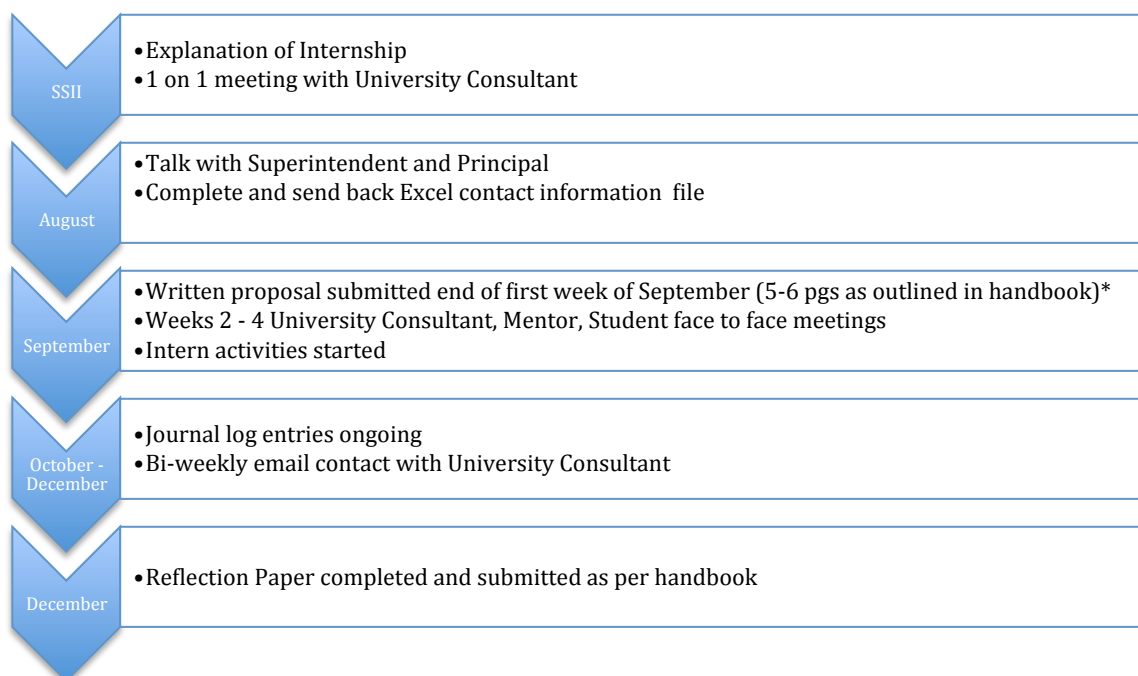 SSII
•Explanation of Internship
•1 on 1 meeting with University Consultant
August
•Talk with Superintendent and Principal
•Complete and send back Excel contact information  file
September
•Written proposal submitted end of first week of September (5-6 pgs as outlined in handbook)*
•Weeks 2 - 4 University Consultant, Mentor, Student face to face meetings
•Intern activities started
October -
December
•Journal log entries ongoing
•Bi-weekly email contact with University Consultant
December
•Reflection Paper completed and submitted as per handbook